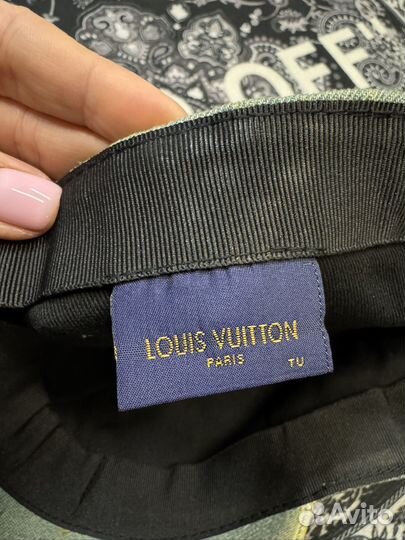 OFF"
LOUIS VUITTON
PARIS TU
Avito